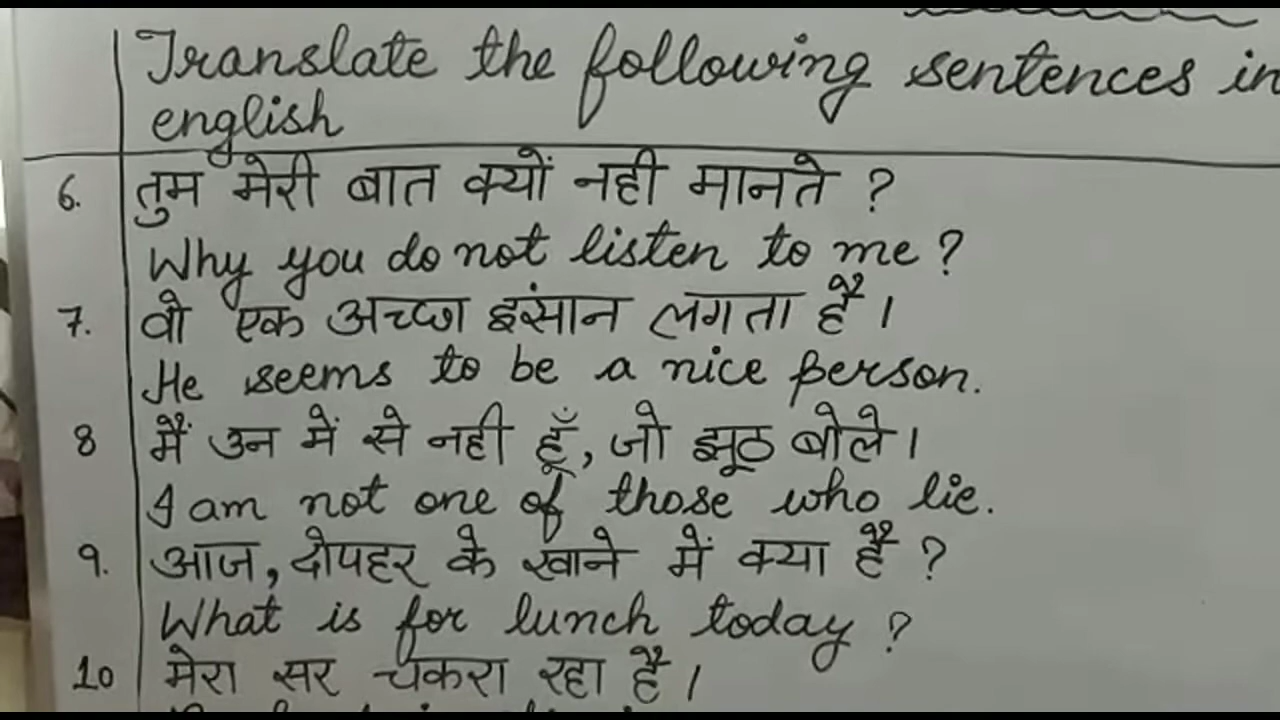 Translate the following sentences in
english
6. तुम मेरी बात क्यों नही मानते ?
Why you do not listen to me ?
7. वो एक अच्छा इंसान लगता है ।
He seems to be a nice person.
8 मैं उन में से नही हूँ, जो झूठ बोले ।
I am not one of those who lie.
9. आज, दोपहर के खाने में क्या है ?
What is for lunch today ?
10 मेरा सर चकरा रहा है ।